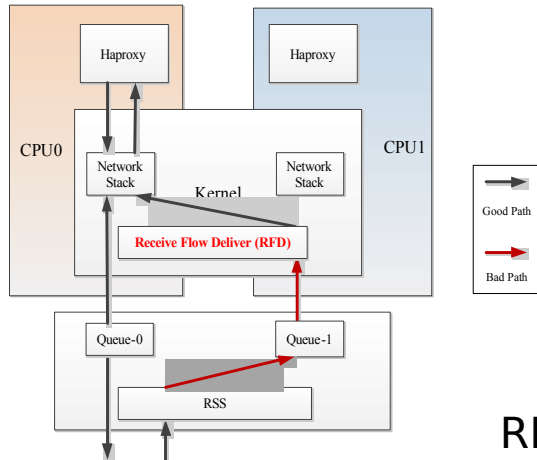 Haproxy
Haproxy
CPU0
CPU1
Network
Stack
Network
Stack
Kernel
Receive Flow Deliver (RFD)
Good Path
Bad Path
Queue-0
Queue-1
RSS